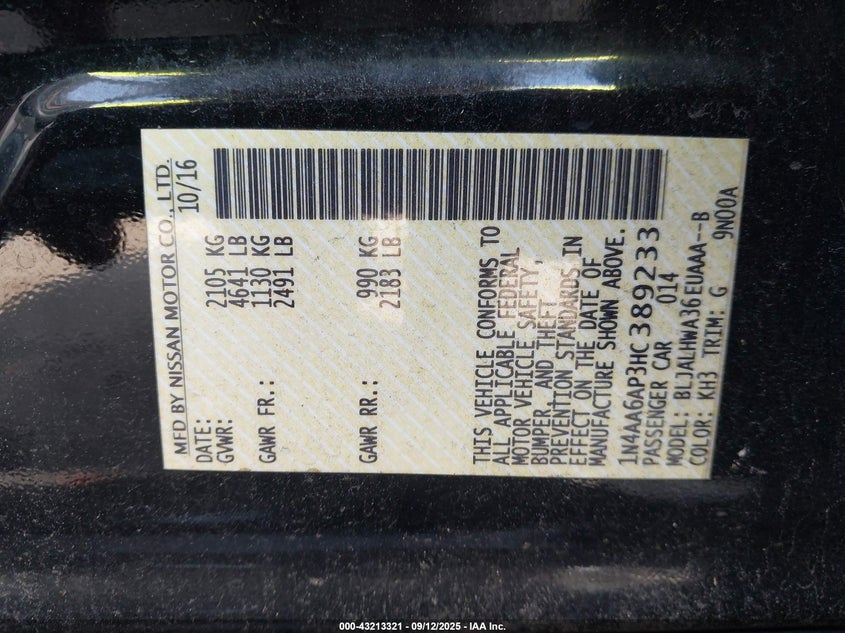 MFD BY NISSAN MOTOR CO., LTD.
DATE: 10/16
GVWR: 2105 KG
4641 LB
GAWR FR.: 1130 KG
2491 LB
GAWR RR.: 990 KG
2183 LB
THIS VEHICLE CONFORMS TO
ALL APPLICABLE FEDERAL
MOTOR VEHICLE SAFETY,
BUMPER, AND THEFT
PREVENTION STANDARDS IN
EFFECT ON THE DATE OF
MANUFACTURE SHOWN ABOVE.
1N4AA6AP3HC389233
PASSENGER CAR 014
MODEL: BLJALHWA36EUAAA--B
COLOR: KH3 TRIM: G 9N00A
000-43213321 - 09/12/2025 - IAA Inc.